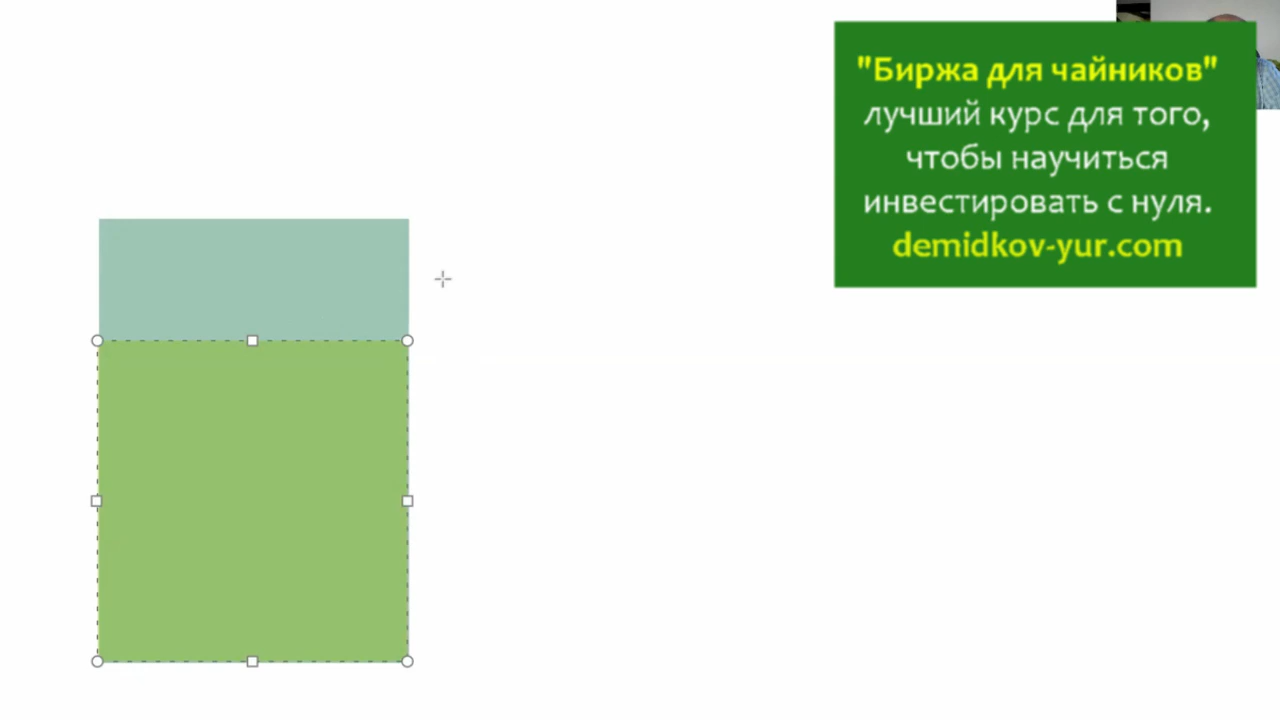 "Биржа для чайников"
лучший курс для того,
чтобы научиться
инвестировать с нуля.
demidkov-yur.com